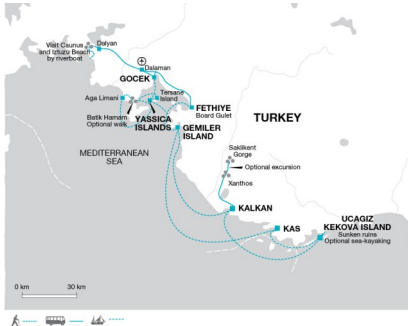 Visit Caunus
and Iztuzu Beach
by riverboat
Dalyan
Dalaman
GOCEK
Tersane
Island
Aga Limani
FETHIYE
Board Gulet
Batik Hamam
Optional walk
YASSICA
ISLANDS
GEMILER
ISLAND
TURKEY
MEDITERRANEAN
SEA
Saklikent
Gorge
Optional excursion
Xanthos
KALKAN
KAS
UCAGIZ
KEKOVA ISLAND
Sunken ruins
Optional sea-kayaking
0 km
30 km